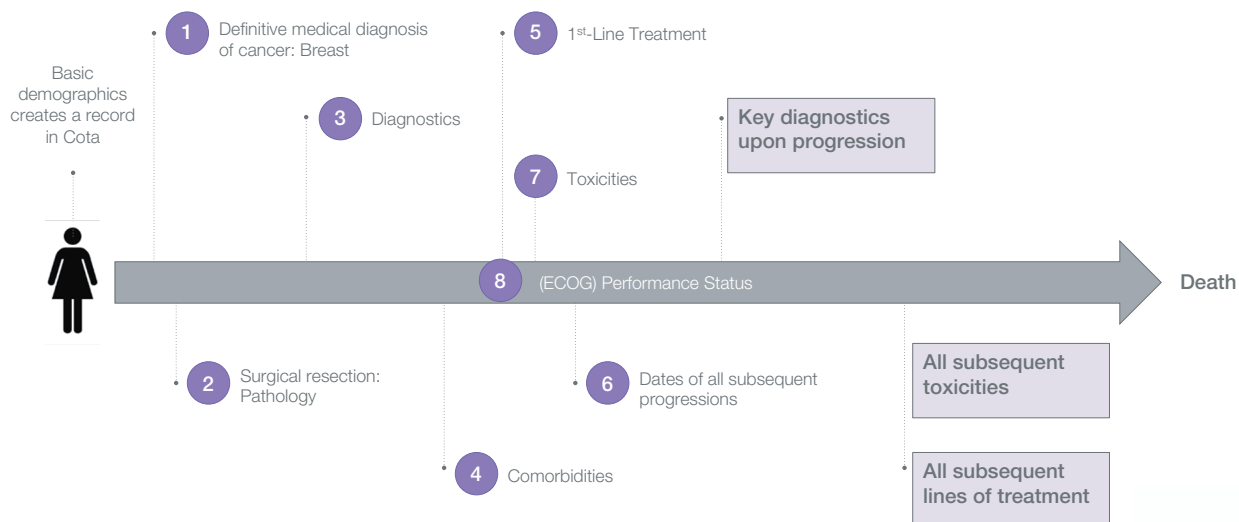 Basic
demographics
creates a record
in Cota
1
Definitive medical diagnosis
of cancer: Breast
3
Diagnostics
5
1st-Line Treatment
7
Toxicities
Key diagnostics
upon progression
8
(ECOG) Performance Status
Death
2
Surgical resection:
Pathology
4
Comorbidities
6
Dates of all subsequent
progressions
All subsequent
toxicities
All subsequent
lines of treatment